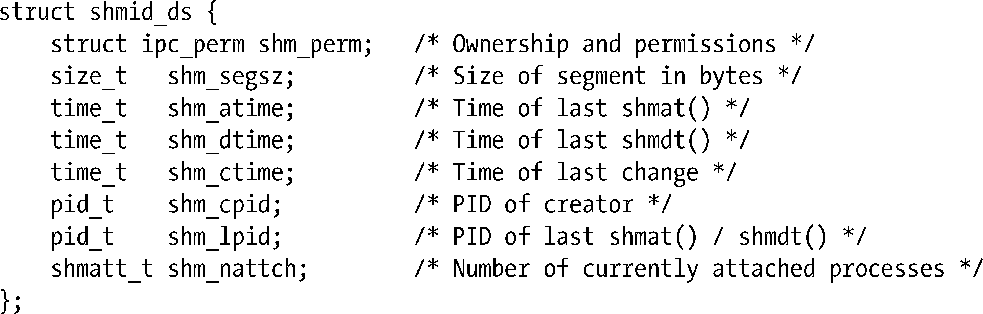 struct shmid_ds {
    struct ipc_perm shm_perm;   /* Ownership and permissions */
    size_t   shm_segsz;         /* Size of segment in bytes */
    time_t   shm_atime;         /* Time of last shmat() */
    time_t   shm_dtime;         /* Time of last shmdt() */
    time_t   shm_ctime;         /* Time of last change */
    pid_t    shm_cpid;          /* PID of creator */
    pid_t    shm_lpid;          /* PID of last shmat() / shmdt() */
    shmatt_t shm_nattch;        /* Number of currently attached processes */
};